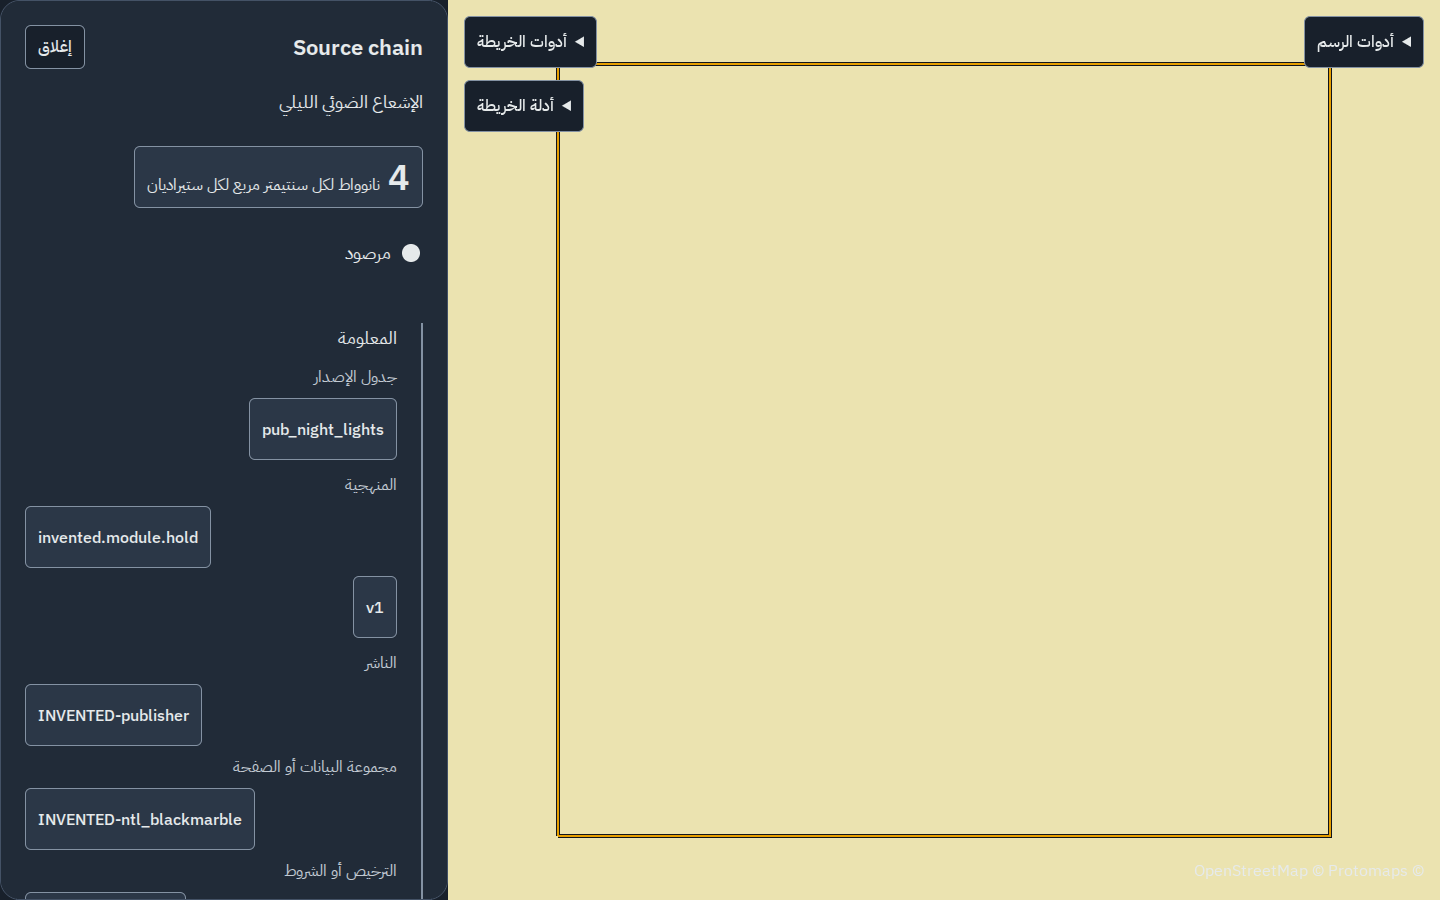 Source chain
إغلاق
الإشعاع الضوئي الليلي
4 نانوواط لكل سنتيمتر مربع لكل ستيراديان
مرصود
المعلومة
جدول الإصدار
pub_night_lights
المنهجية
invented.module.hold
v1
الناشر
INVENTED-publisher
مجموعة البيانات أو الصفحة
INVENTED-ntl_blackmarble
الترخيص أو الشروط
أدوات الرسم
أدوات الخريطة
أدلة الخريطة
OpenStreetMap © Protomaps ©